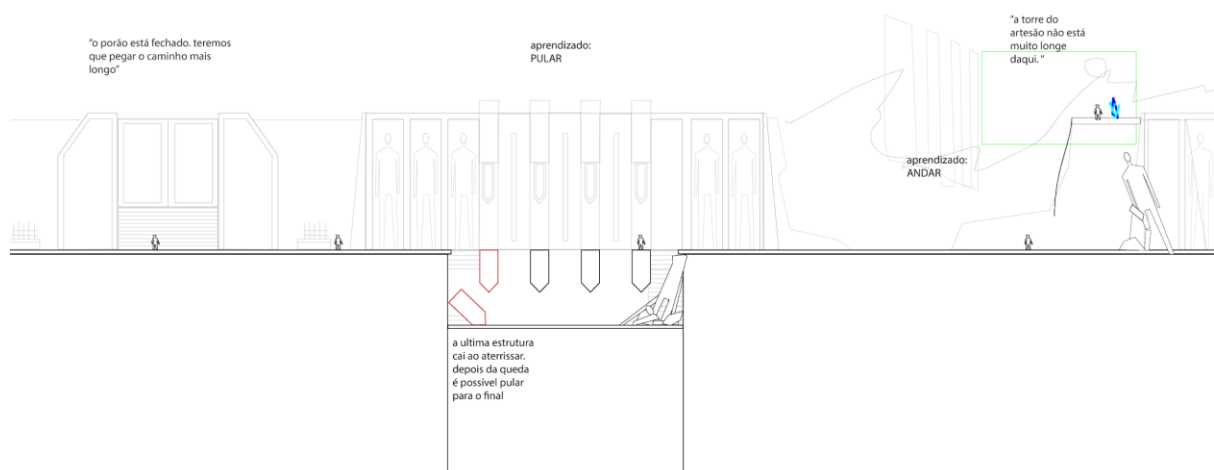 "o porão está fechado. teremos
que pegar o caminho mais
longo"
aprendizado:
PULAR
"a torre do
artesão não está
muito longe
daqui. "
aprendizado:
ANDAR
a ultima estrutura
cai ao aterrissar.
depois da queda
é possível pular
para o final